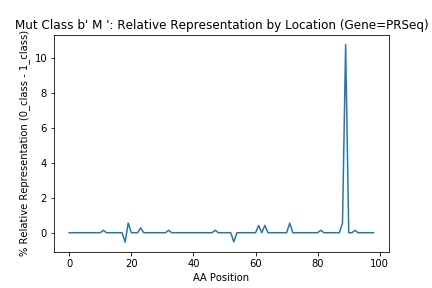 Mut Class b' M ': Relative Representation by Location (Gene=PRSeq)
% Relative Representation (0_class - 1_class)
10
8
6
4
2
0
0 20 40 60 80 100
AA Position